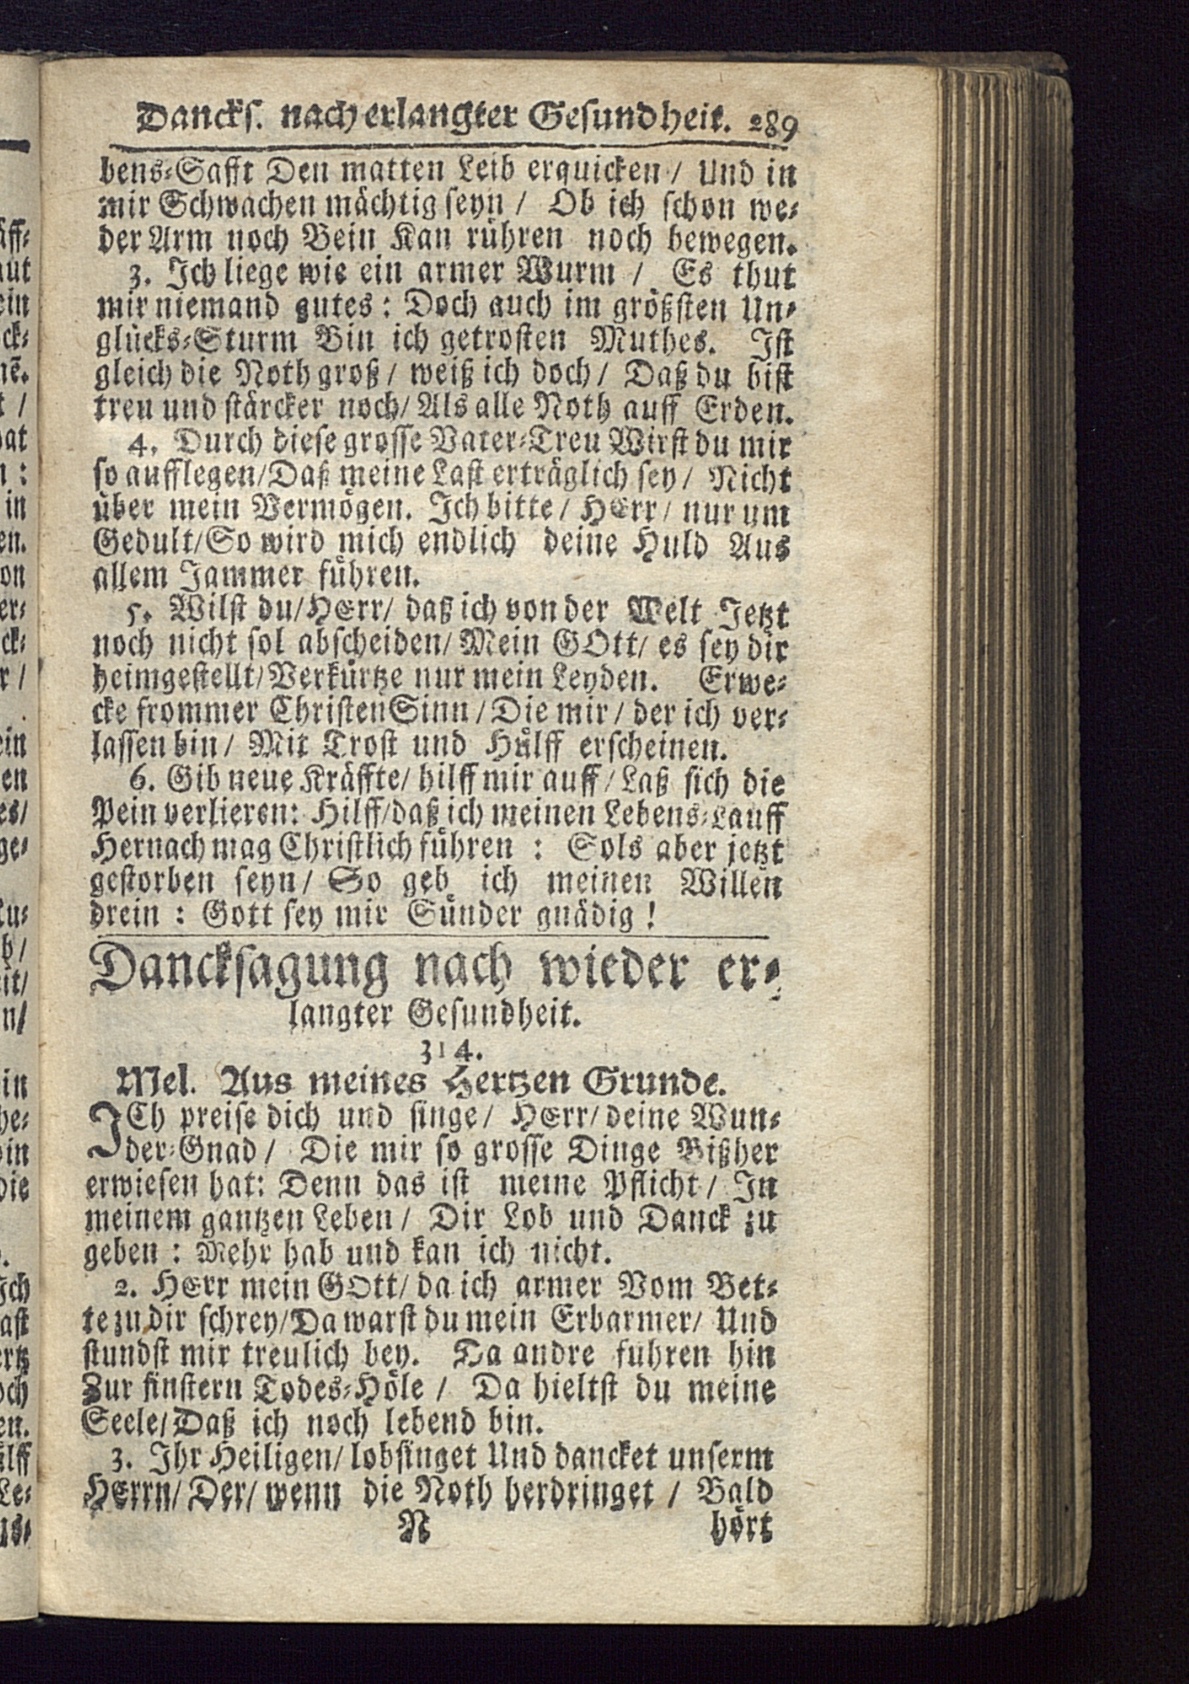 Dancks. nach erlangter Gesundheit. 289
bens-Safft Den matten Leib erquicken / Und in
mir Schwachen mächtig seyn / Ob ich schon we-
der Arm noch Bein Kan rühren noch bewegen.
3. Ich liege wie ein armer Wurm / Es thut
mir niemand gutes: Doch auch im größsten Un-
glücks-Sturm Bin ich getrosten Muthes. Ist
gleich die Noth groß / weiß ich doch / Daß du bist
treu und stärcker noch / Als alle Noth auff Erden.
4. Durch diese grosse Vater-Treu Wirst du mir
so aufflegen / Daß meine Last erträglich sey / Nicht
über mein Vermögen. Ich bitte / HErr / nur um
Gedult / So wird mich endlich deine Huld Aus
allem Jammer führen.
5. Wilst du / HErr / daß ich von der Welt Jetzt
noch nicht sol abscheiden / Mein GOtt / es sey dir
heimgestellt / Verkürtze nur mein Leyden. Erwe-
cke frommer Christen Sinn / Die mir / der ich ver-
lassen bin / Mit Trost und Hülff erscheinen.
6. Gib neue Kräffte / hilff mir auff / Laß sich die
Pein verlieren: Hilff / daß ich meinen Lebens-Lauff
Hernach mag Christlich führen : Sols aber jetzt
gestorben seyn / So geb ich meinen Willen
drein : Gott sey mir Sünder gnädig !
Dancksagung nach wieder er-
langter Gesundheit.
314.
Mel. Aus meines Hertzen Grunde.
ICh preise dich und singe / HErr / deine Wun-
der-Gnad / Die mir so grosse Dinge Bißher
erwiesen hat: Denn das ist meine Pflicht / In
meinem gantzen Leben / Dir Lob und Danck zu
geben : Mehr hab und kan ich nicht.
2. HErr mein GOtt / da ich armer Vom Bet-
te zu dir schrey / Da warst du mein Erbarmer / Und
stundst mir treulich bey. Da andre fuhren hin
Zur finstern Todes-Höle / Da hieltst du meine
Seele / Daß ich noch lebend bin.
3. Ihr Heiligen / lobsinget Und dancket unserm
HErrn / Der / wenn die Noth herdringet / Bald
N hört